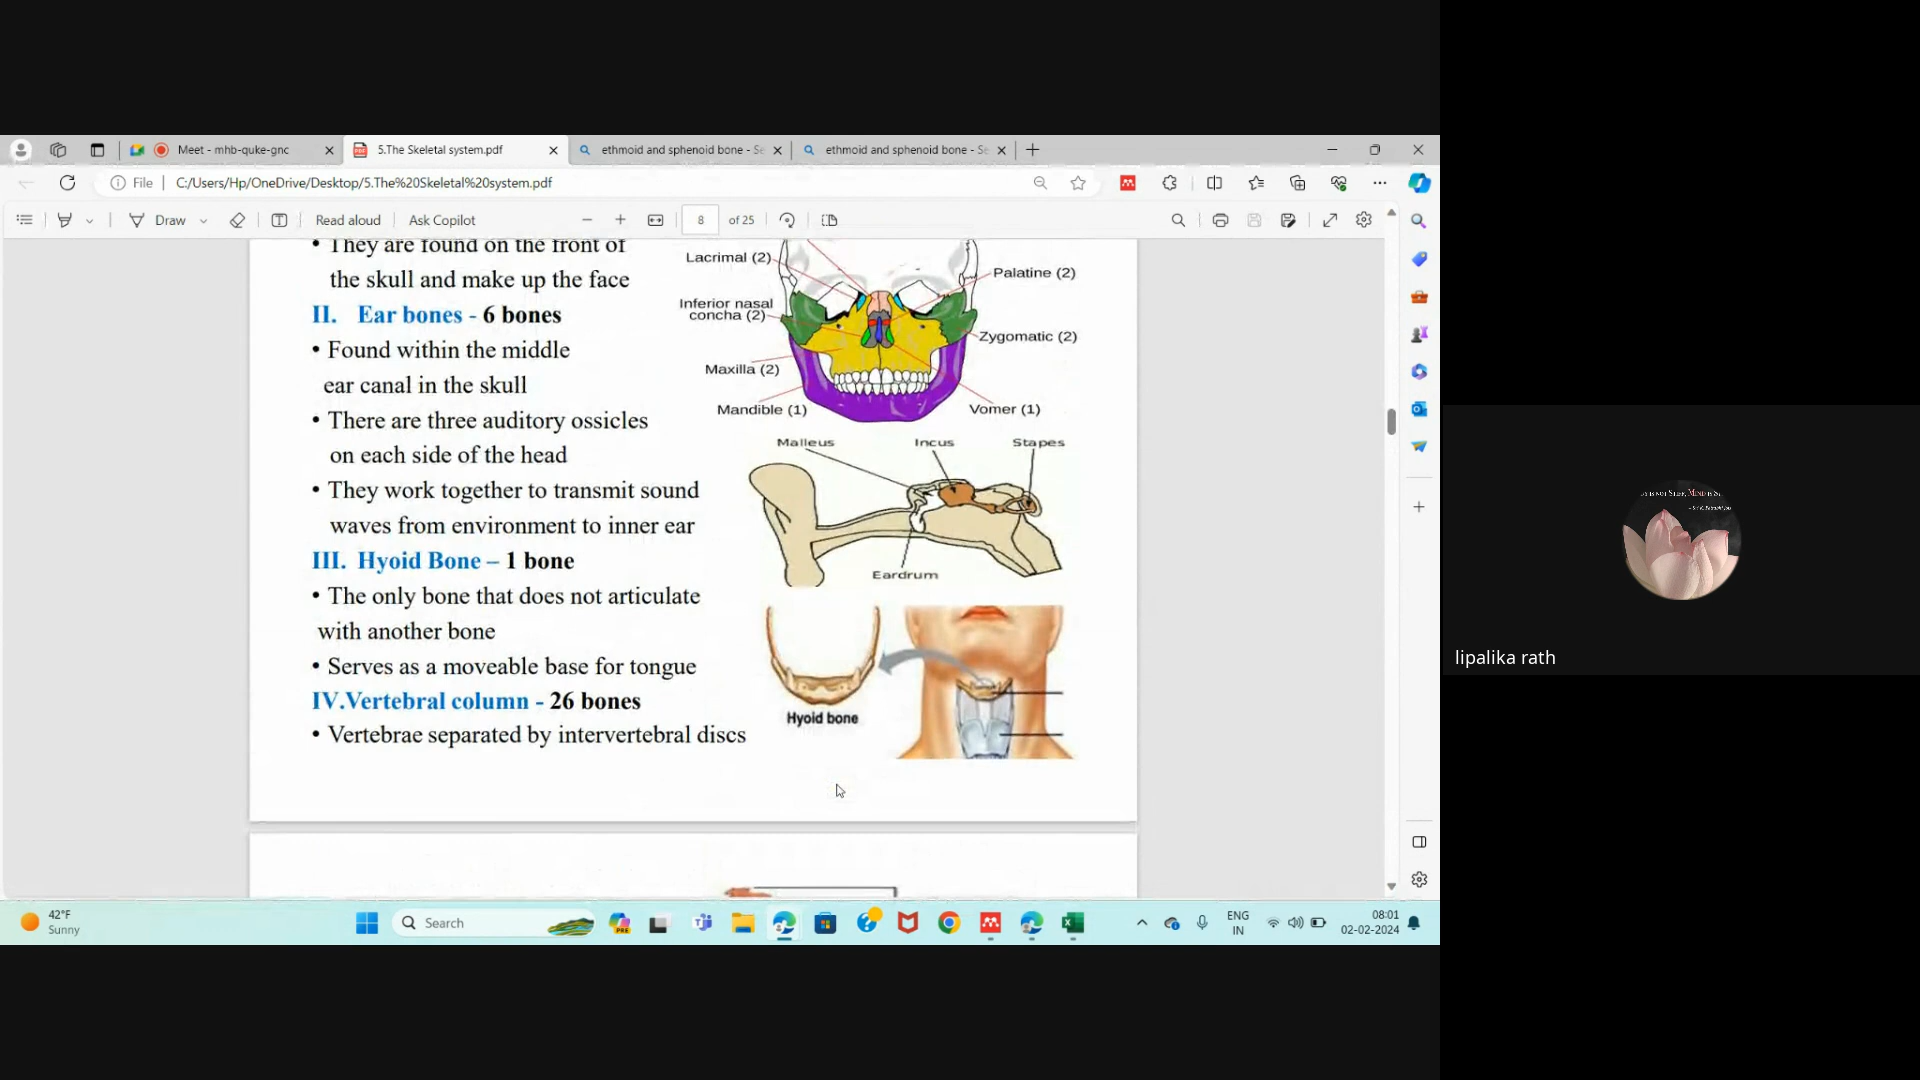 Meet - mhb-quke-gnc
5.The Skeletal system.pdf
ethmoid and sphenoid bone - Se
ethmoid and sphenoid bone - Se
File
C:/Users/Hp/OneDrive/Desktop/5.The%20Skeletal%20system.pdf
Draw
Read aloud
Ask Copilot
8
of 25
• They are found on the front of
the skull and make up the face
II. Ear bones - 6 bones
• Found within the middle
ear canal in the skull
• There are three auditory ossicles
on each side of the head
• They work together to transmit sound
waves from environment to inner ear
III. Hyoid Bone – 1 bone
• The only bone that does not articulate
with another bone
• Serves as a moveable base for tongue
IV.Vertebral column - 26 bones
• Vertebrae separated by intervertebral discs
Lacrimal (2)
Palatine (2)
Inferior nasal
concha (2)
Zygomatic (2)
Maxilla (2)
Mandible (1)
Vomer (1)
Malleus
Incus
Stapes
Eardrum
Hyoid bone
lipalika rath
42°F
Sunny
Search
PRE
ENG
IN
08:01
02-02-2024